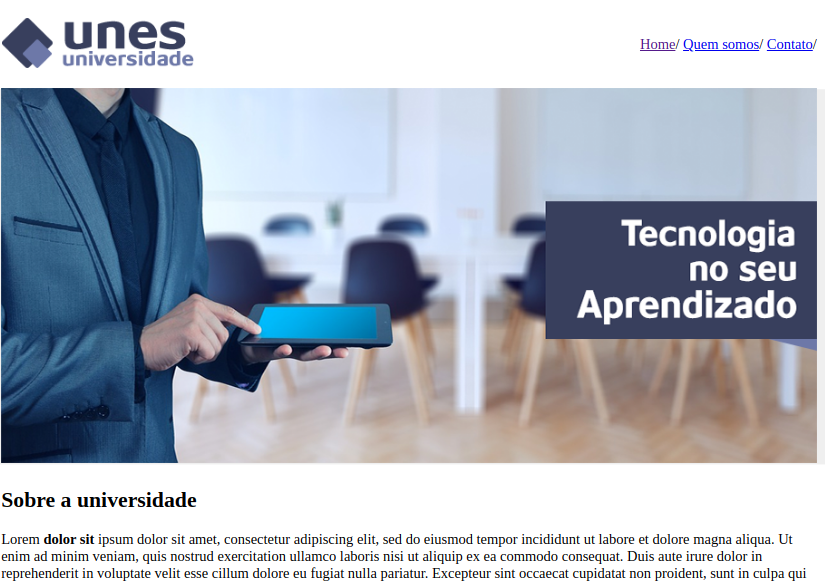 unes
universidade
Home/ Quem somos/ Contato/
Tecnologia
no seu
Aprendizado
Sobre a universidade
Lorem dolor sit ipsum dolor sit amet, consectetur adipiscing elit, sed do eiusmod tempor incididunt ut labore et dolore magna aliqua. Ut
enim ad minim veniam, quis nostrud exercitation ullamco laboris nisi ut aliquip ex ea commodo consequat. Duis aute irure dolor in
reprehenderit in voluptate velit esse cillum dolore eu fugiat nulla pariatur. Excepteur sint occaecat cupidatat non proident, sunt in culpa qui